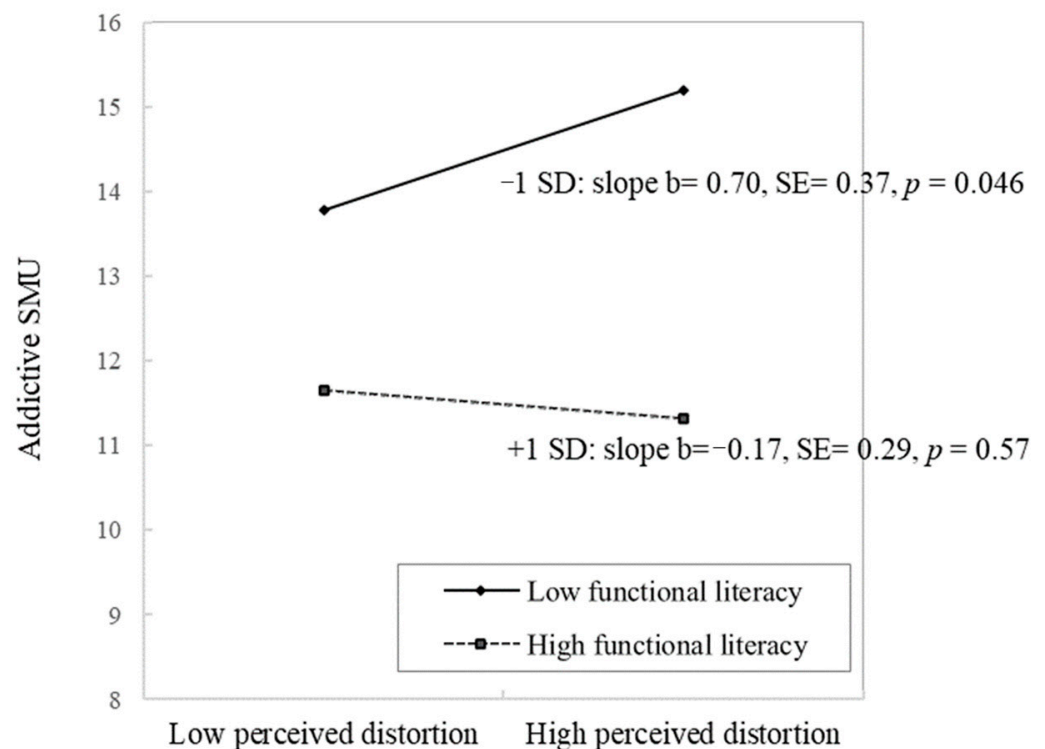 16
15
−1 SD: slope b= 0.70, SE= 0.37, p = 0.046
14
13
12
Addictive SMU
11
+1 SD: slope b=−0.17, SE= 0.29, p = 0.57
10
Low functional literacy
9
High functional literacy
8
Low perceived distortion High perceived distortion